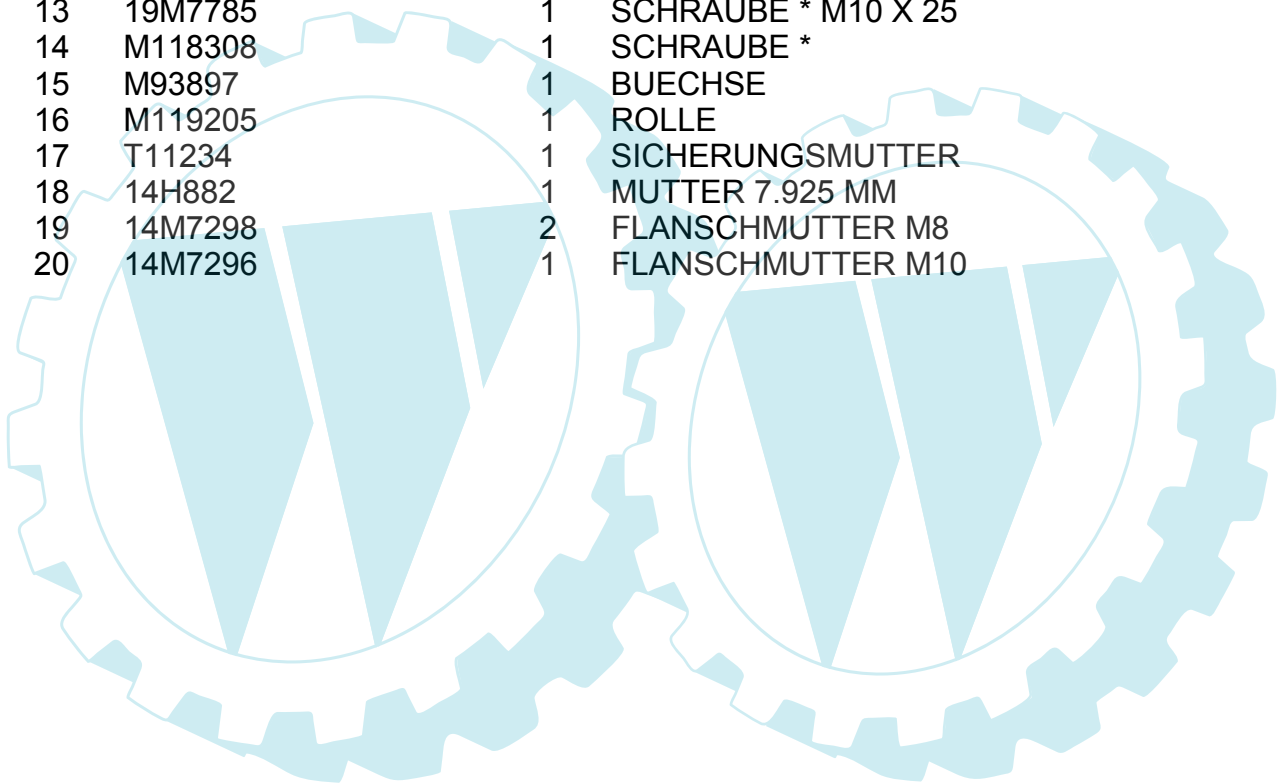 13 19M7785 1 SCHRAUBE * M10 X 25
14 M118308 1 SCHRAUBE *
15 M93897 1 BUECHSE
16 M119205 1 ROLLE
17 T11234 1 SICHERUNGSMUTTER
18 14H882 1 MUTTER 7.925 MM
19 14M7298 2 FLANSCHMUTTER M8
20 14M7296 1 FLANSCHMUTTER M10